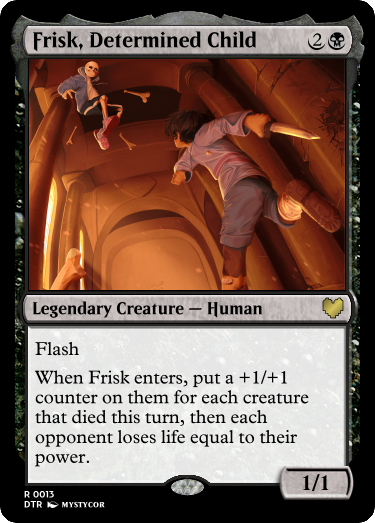 Frisk, Determined Child 2
Legendary Creature — Human
Flash
When Frisk enters, put a +1/+1
counter on them for each creature
that died this turn, then each
opponent loses life equal to their
power.
1/1
R 0013
DTR MYSTYCOR